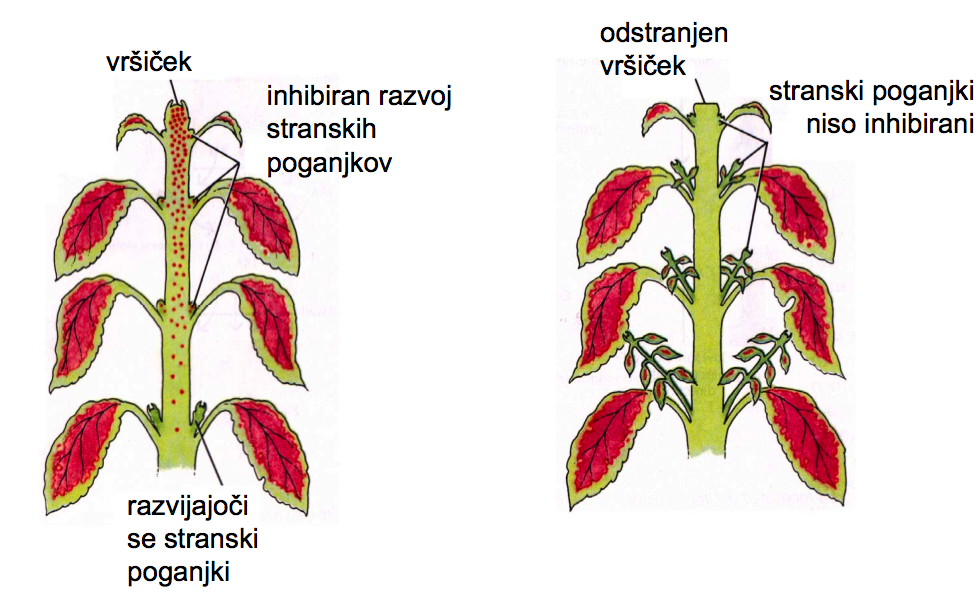 vršiček
inhibiran razvoj
stranskih
poganjkov
razvijajoči
se stranski
poganjki
odstranjen
vršiček
stranski poganjki
niso inhibirani